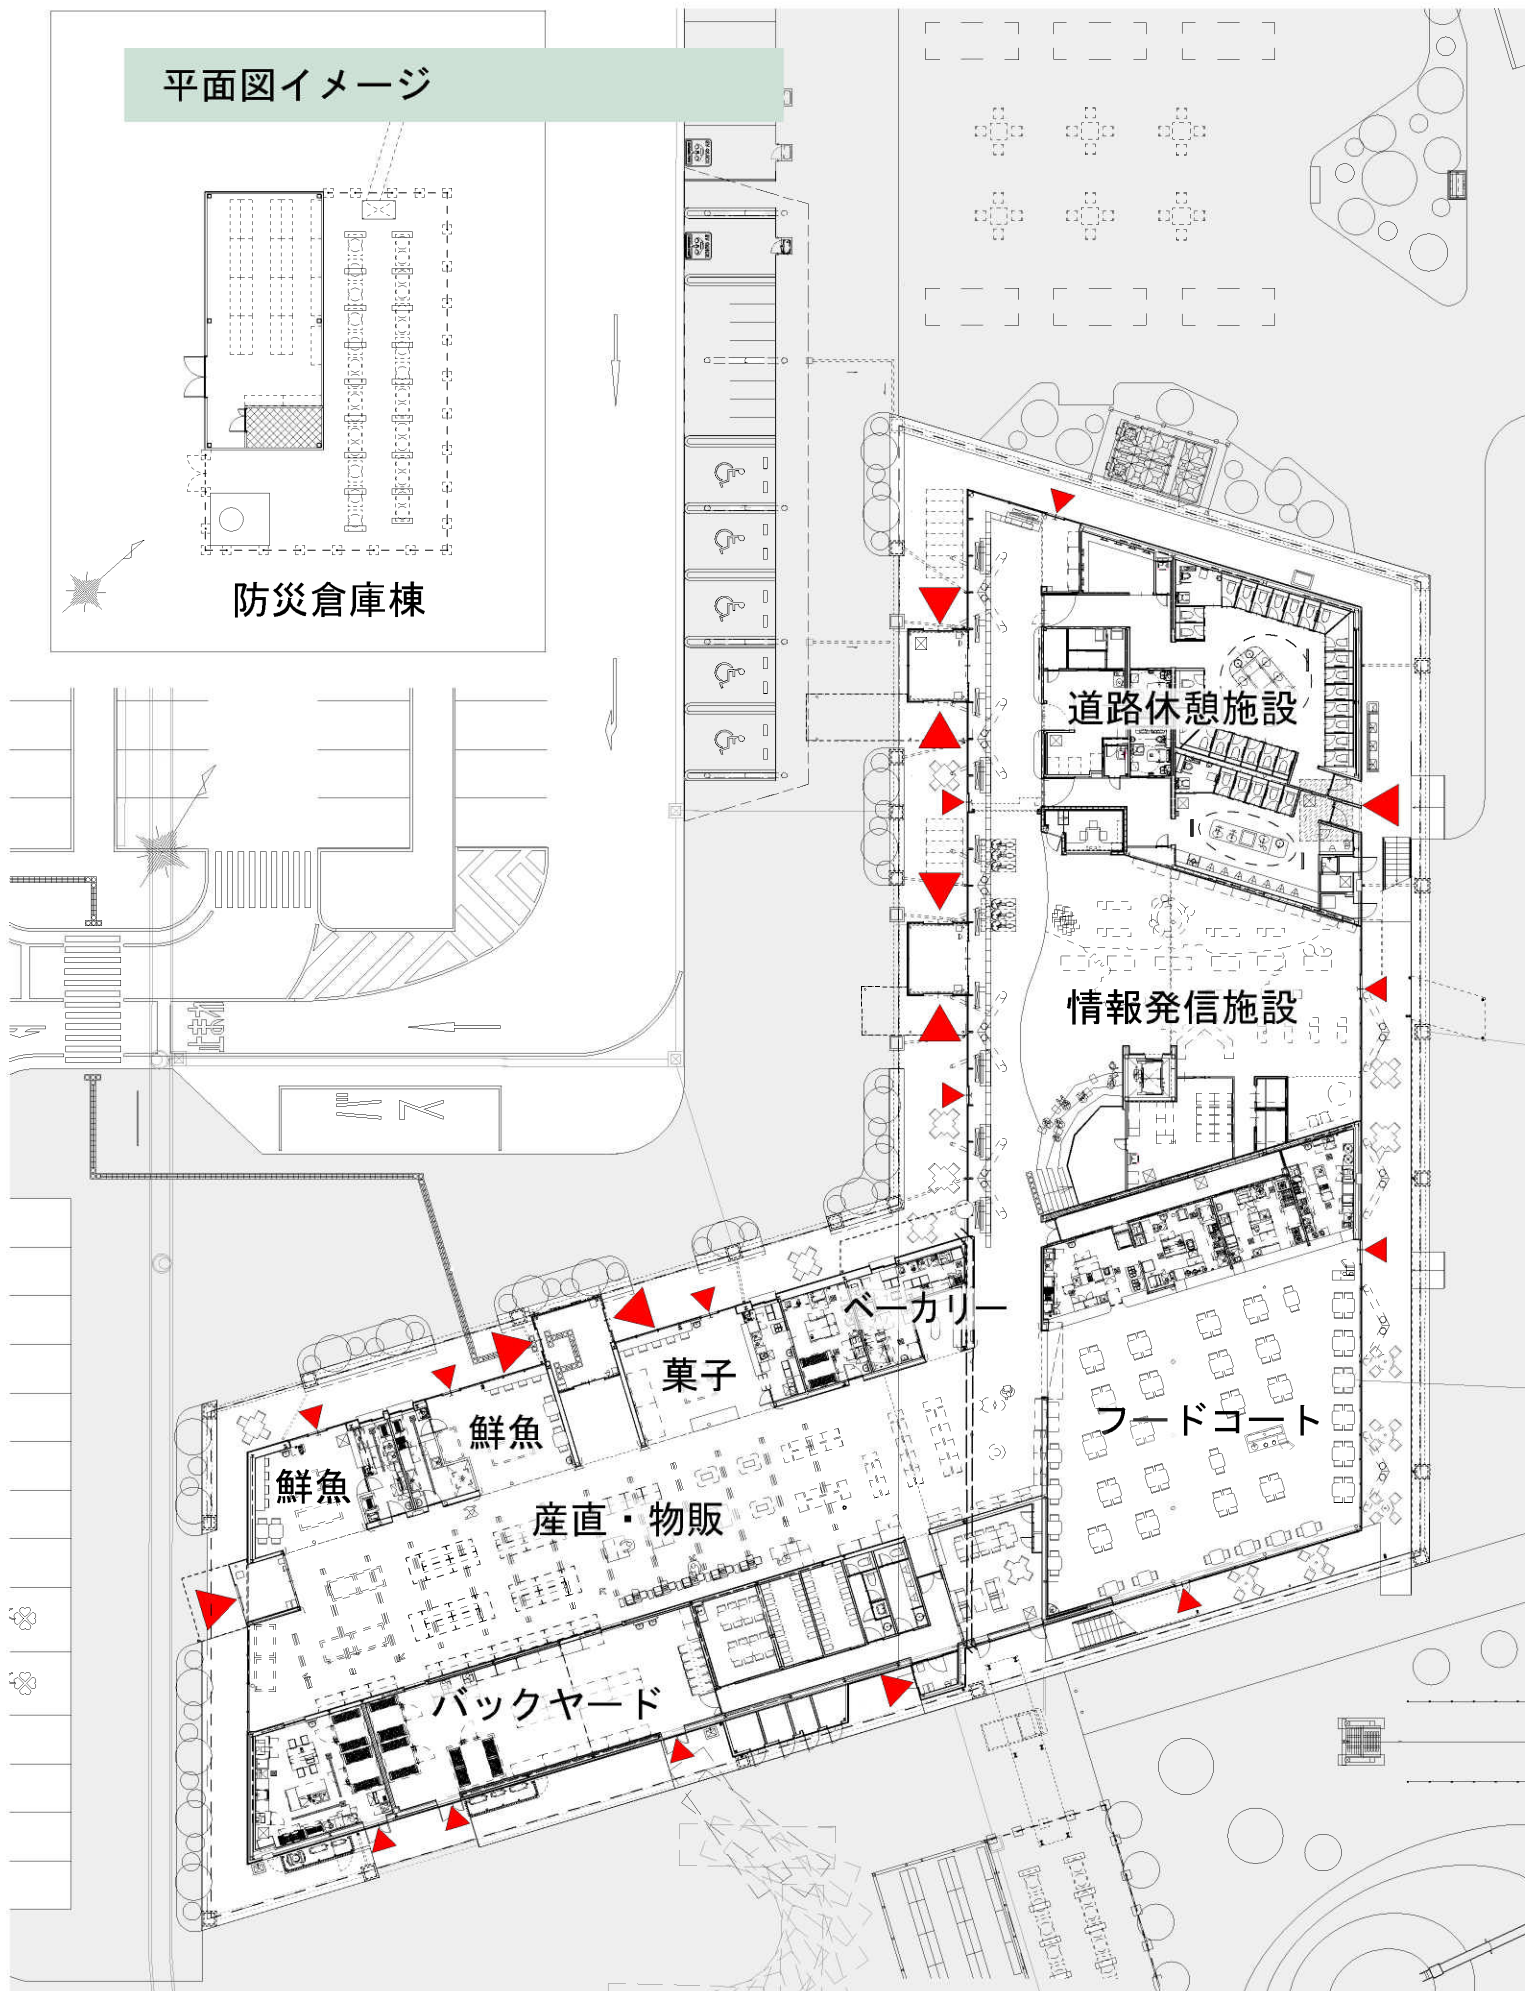 平面図イメージ
防災倉庫棟
道路休憩施設
情報発信施設
バス
ベーカリー
菓子
フードコート
鮮魚
鮮魚
産直・物販
バックヤード